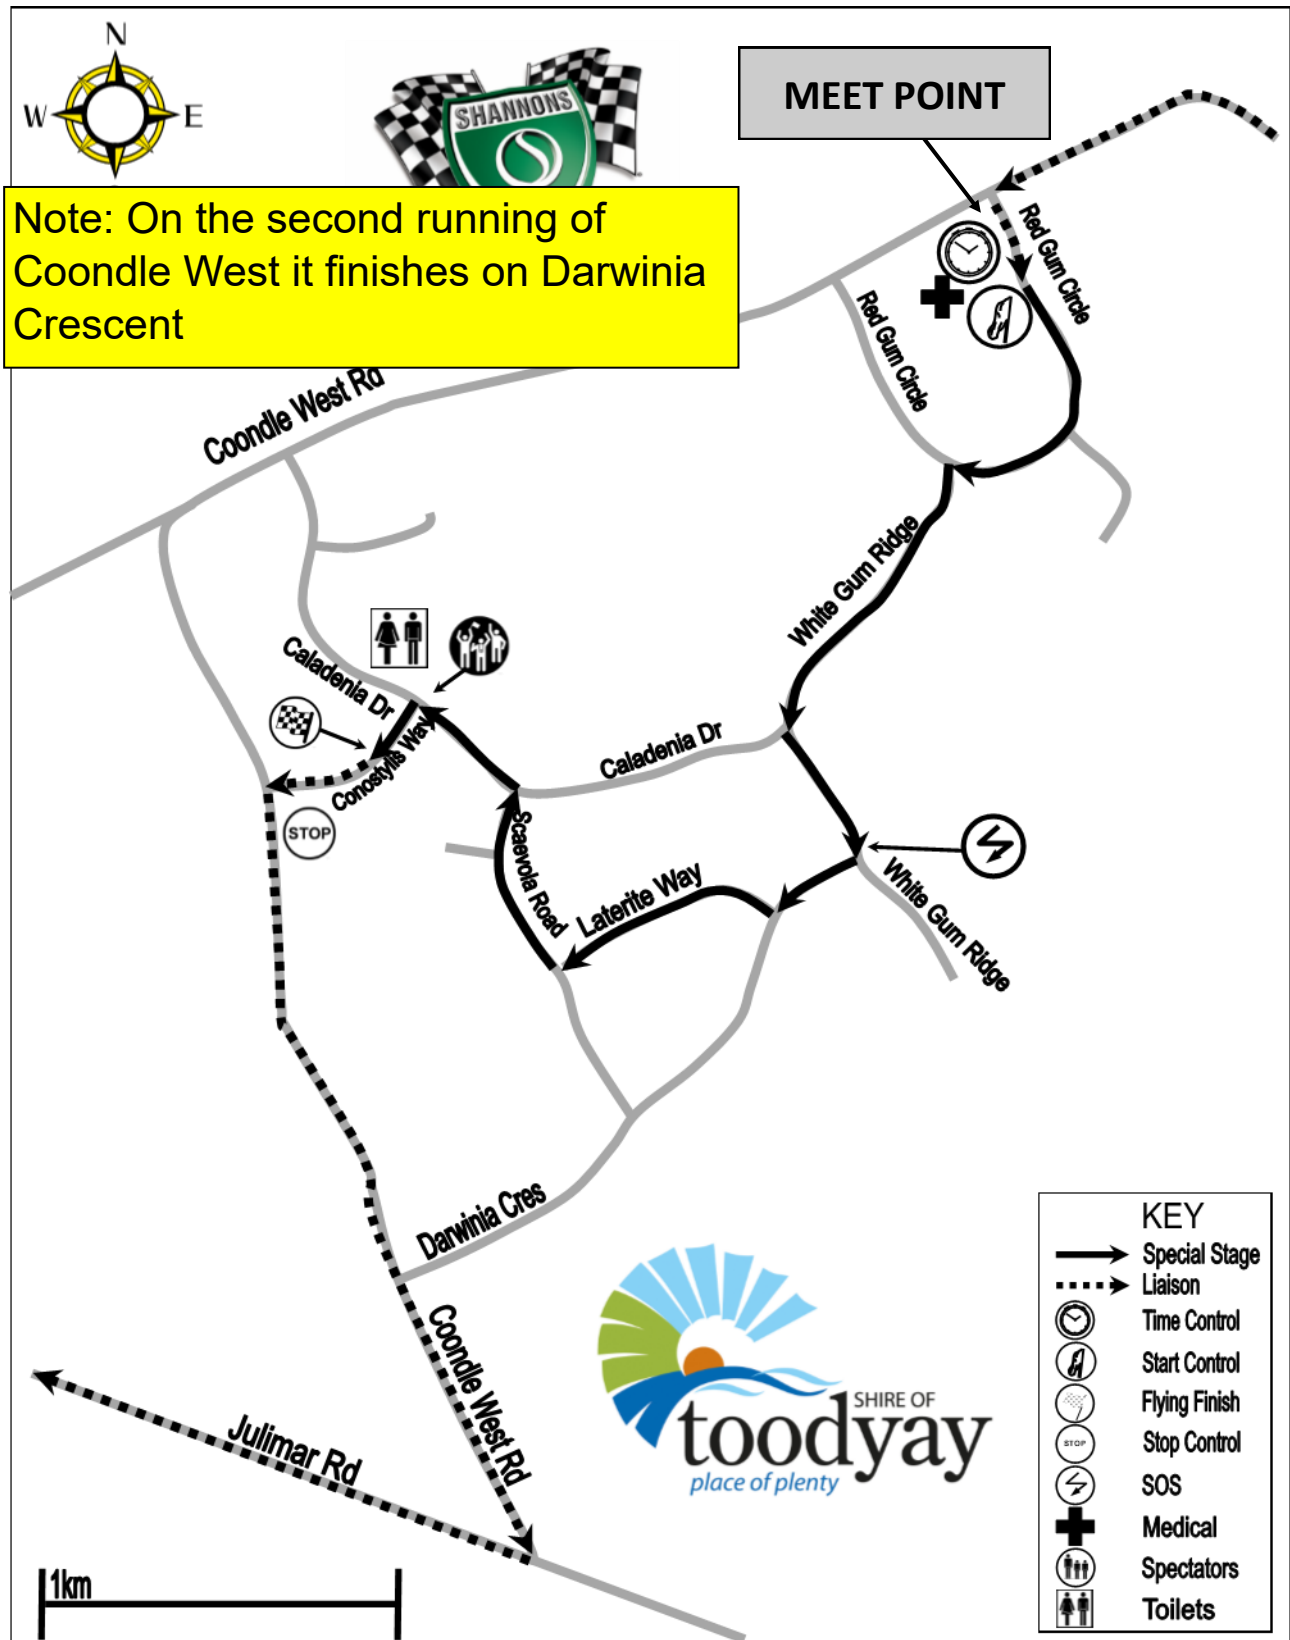 N
W
E
SHANNONS
MEET POINT
Note: On the second running of
Coondle West it finishes on Darwinia
Crescent
Red Gum Circle
Red Gum Circle
Coondle West Rd
White Gum Ridge
Caladenia Dr
Caladenia Dr
Conostylis Way
STOP
Scaevola Road
Laterite Way
White Gum Ridge
Darwinia Cres
Coondle West Rd
Julimar Rd
SHIRE OF
toodyay
place of plenty
1km
KEY
Special Stage
Liaison
Time Control
Start Control
Flying Finish
STOP
Stop Control
SOS
Medical
Spectators
Toilets